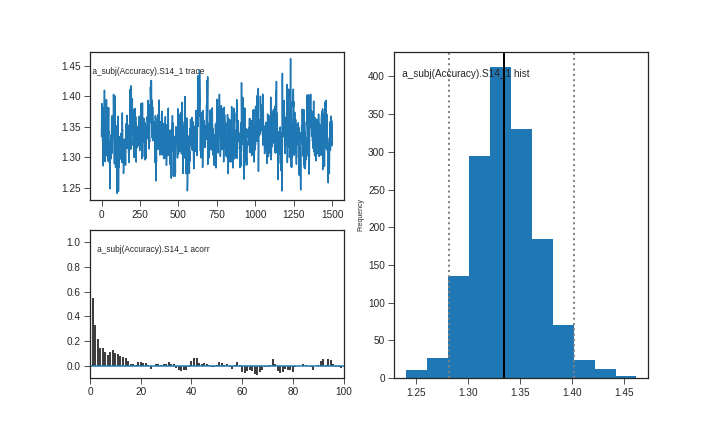 a_subj(Accuracy).S14_1 trace
1.45
1.40
1.35
1.30
1.25
0 250 500 750 1000 1250 1500
a_subj(Accuracy).S14_1 acorr
1.0
0.8
0.6
0.4
0.2
0.0
0 20 40 60 80 100
a_subj(Accuracy).S14_1 hist
Frequency
400
350
300
250
200
150
100
50
0
1.25 1.30 1.35 1.40 1.45